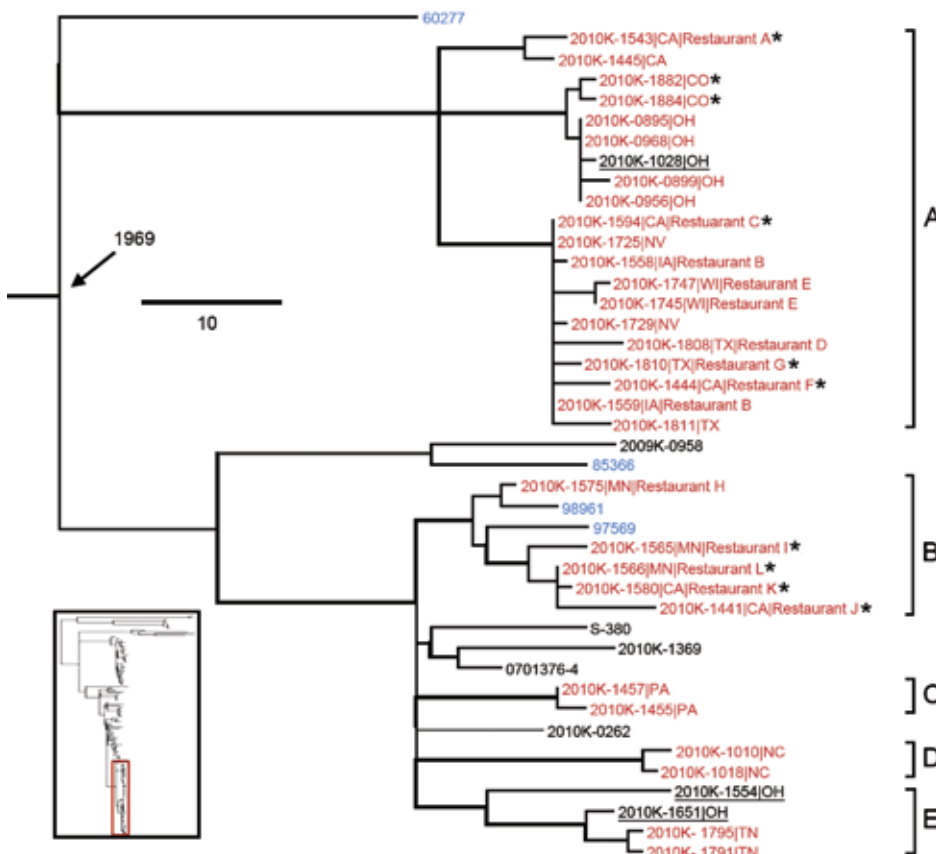 60277
2010K-1543|CA|Restaurant A*
2010K-1445|CA
2010K-1882|CO*
2010K-1884|CO*
2010K-0895|OH
2010K-0968|OH
2010K-1028|OH
2010K-0899|OH
2010K-0956|OH
A
2010K-1594|CA|Restuarant C*
1969
2010K-1725|NV
2010K-1558|IA|Restaurant B
2010K-1747|WI|Restaurant E
2010K-1745|WI|Restaurant E
10
2010K-1729|NV
2010K-1808|TX|Restaurant D
2010K-1810|TX|Restaurant G*
2010K-1444|CA|Restaurant F*
2010K-1559|IA|Restaurant B
2010K-1811|TX
2009K-0958
85366
2010K-1575|MN|Restaurant H
98961
97569
2010K-1565|MN|Restaurant I*
B
2010K-1566|MN|Restaurant L*
2010K-1580|CA|Restaurant K*
2010K-1441|CA|Restaurant J*
S-380
2010K-1369
0701376-4
2010K-1457|PA
C
2010K-1455|PA
2010K-0262
2010K-1010|NC
D
2010K-1018|NC
2010K-1554|OH
2010K-1651|OH
E
2010K- 1795|TN
2010K- 1791|TN